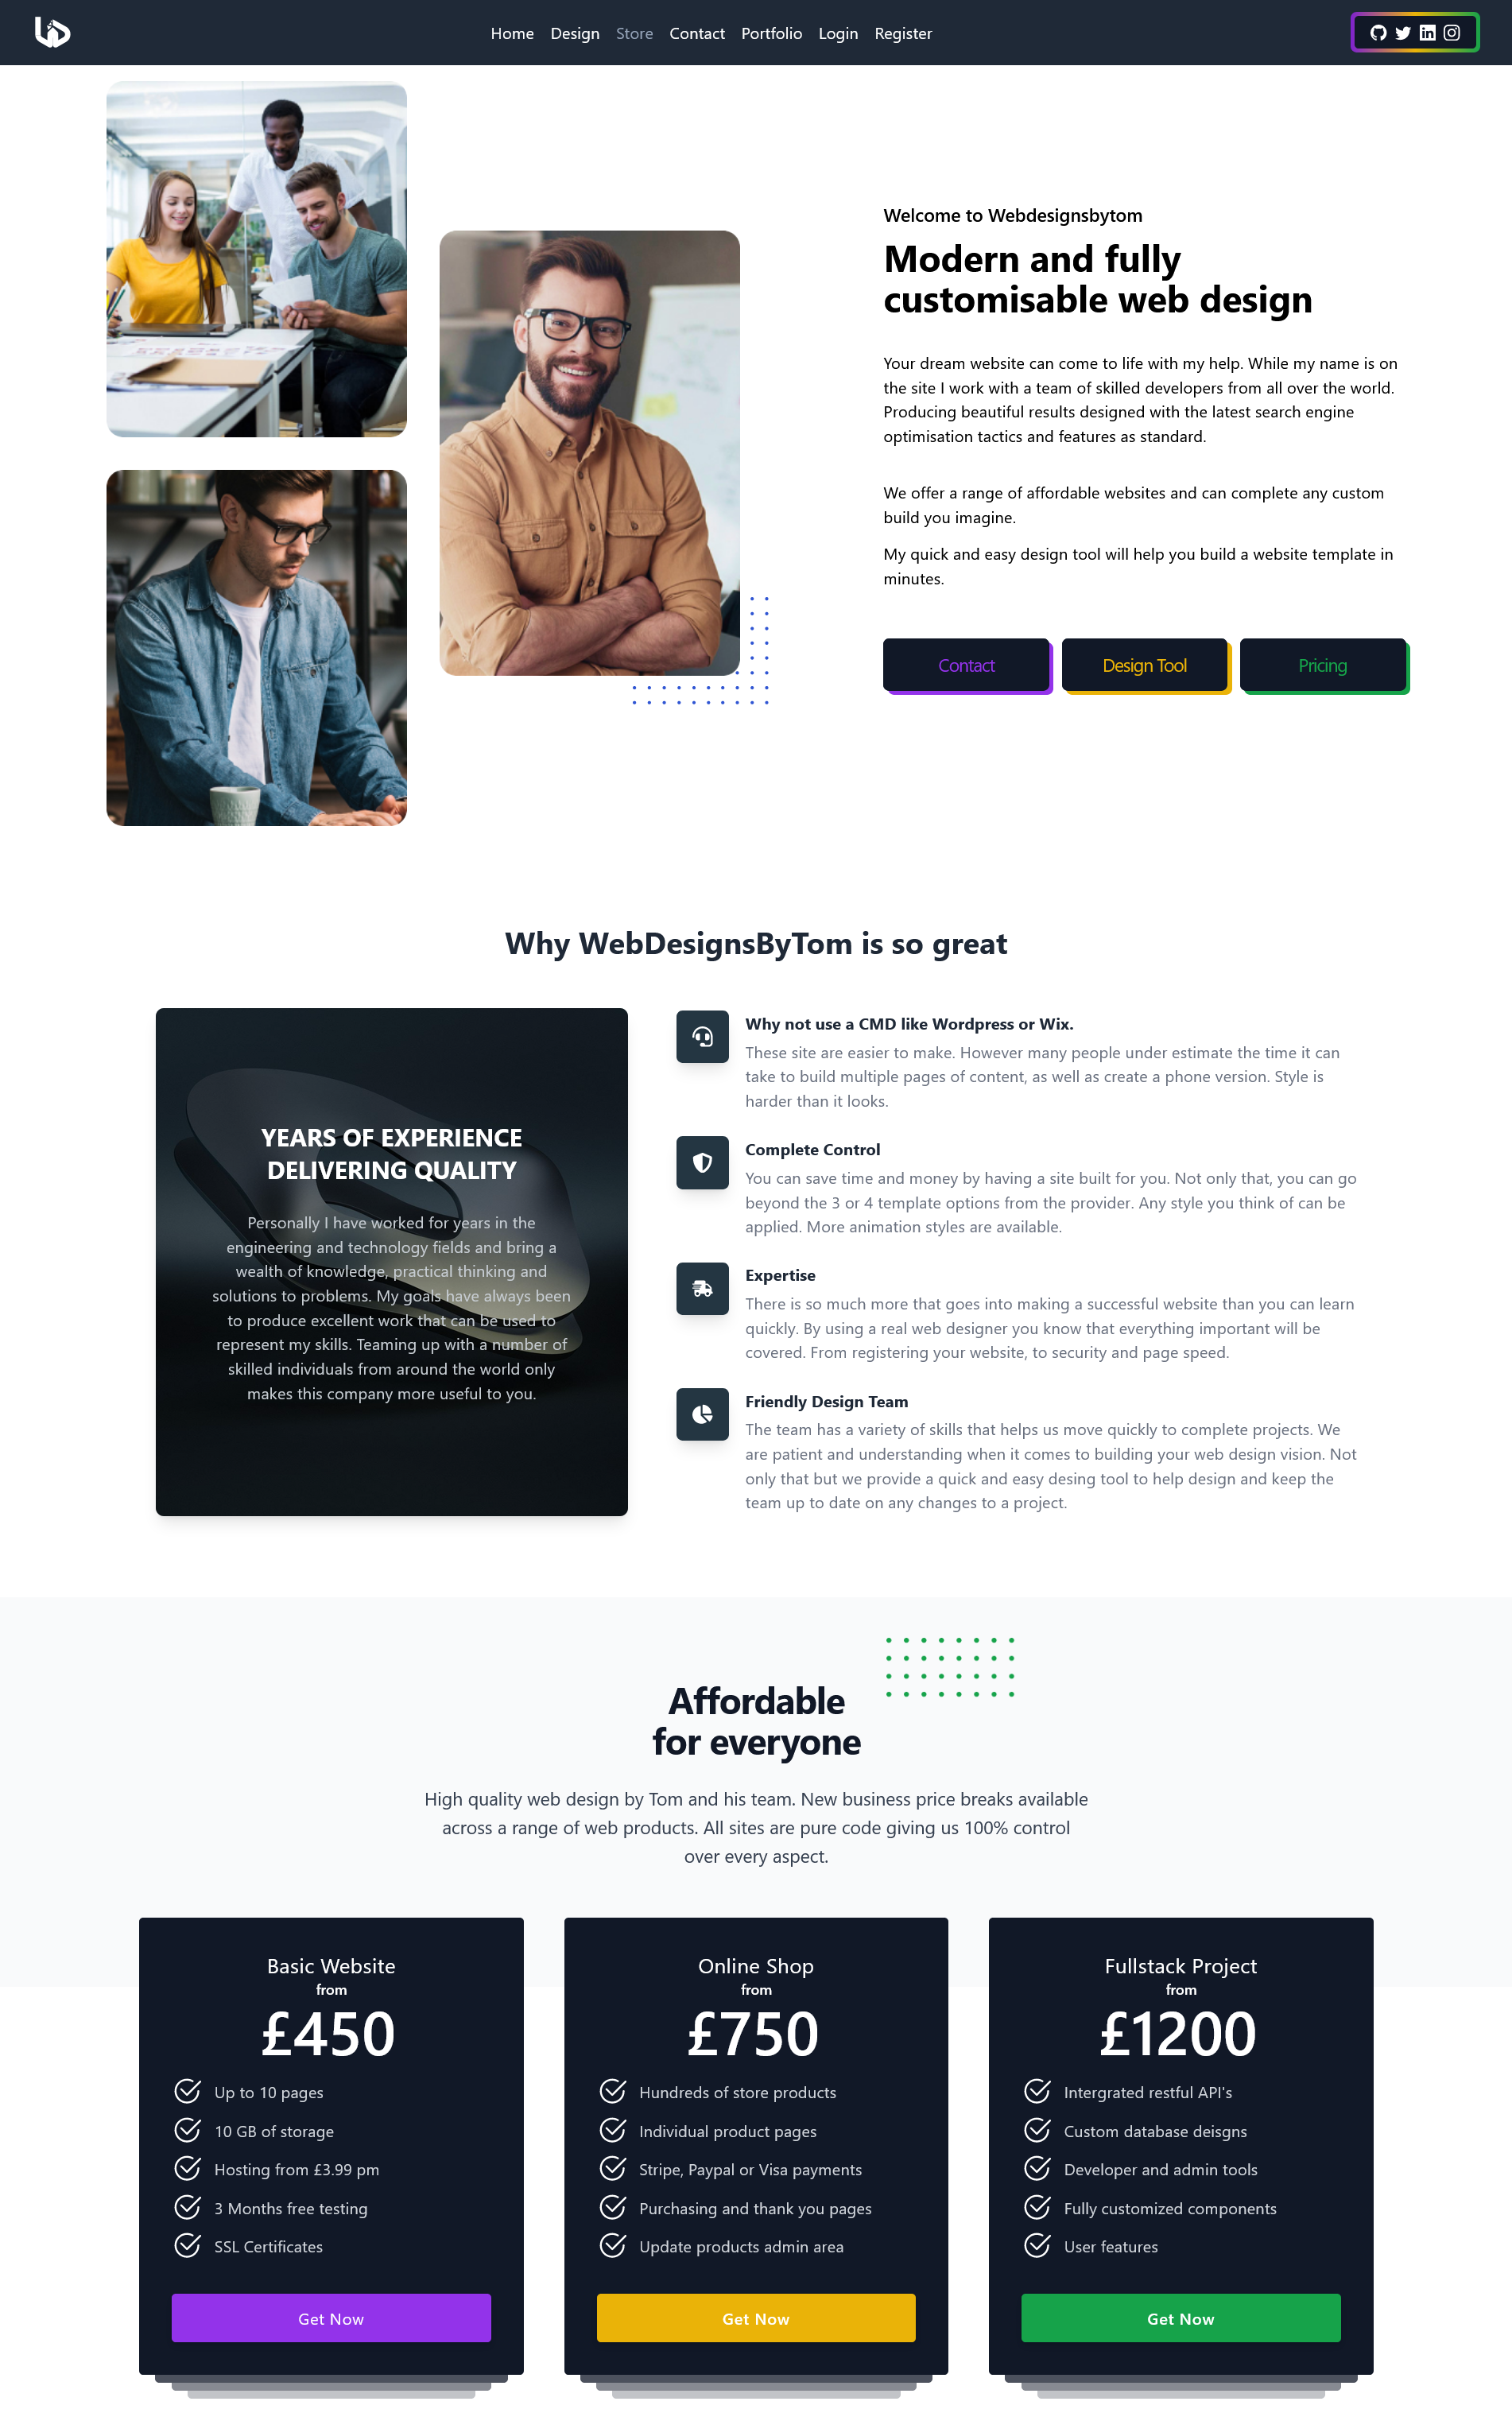 Home Design Store Contact Portfolio Login Register
Welcome to Webdesignsbytom
Modern and fully
customisable web design
Your dream website can come to life with my help. While my name is on
the site I work with a team of skilled developers from all over the world.
Producing beautiful results designed with the latest search engine
optimisation tactics and features as standard.
We offer a range of affordable websites and can complete any custom
build you imagine.
My quick and easy design tool will help you build a website template in
minutes.
Contact Design Tool Pricing
Why WebDesignsByTom is so great
YEARS OF EXPERIENCE
DELIVERING QUALITY
Personally I have worked for years in the
engineering and technology fields and bring a
wealth of knowledge, practical thinking and
solutions to problems. My goals have always been
to produce excellent work that can be used to
represent my skills. Teaming up with a number of
skilled individuals from around the world only
makes this company more useful to you.
Why not use a CMD like Wordpress or Wix.
These site are easier to make. However many people under estimate the time it can
take to build multiple pages of content, as well as create a phone version. Style is
harder than it looks.
Complete Control
You can save time and money by having a site built for you. Not only that, you can go
beyond the 3 or 4 template options from the provider. Any style you think of can be
applied. More animation styles are available.
Expertise
There is so much more that goes into making a successful website than you can learn
quickly. By using a real web designer you know that everything important will be
covered. From registering your website, to security and page speed.
Friendly Design Team
The team has a variety of skills that helps us move quickly to complete projects. We
are patient and understanding when it comes to building your web design vision. Not
only that but we provide a quick and easy desing tool to help design and keep the
team up to date on any changes to a project.
Affordable
for everyone
High quality web design by Tom and his team. New business price breaks available
across a range of web products. All sites are pure code giving us 100% control
over every aspect.
Basic Website
from
£450
Up to 10 pages
10 GB of storage
Hosting from £3.99 pm
3 Months free testing
SSL Certificates
Get Now
Online Shop
from
£750
Hundreds of store products
Individual product pages
Stripe, Paypal or Visa payments
Purchasing and thank you pages
Update products admin area
Get Now
Fullstack Project
from
£1200
Intergrated restful API's
Custom database deisgns
Developer and admin tools
Fully customized components
User features
Get Now